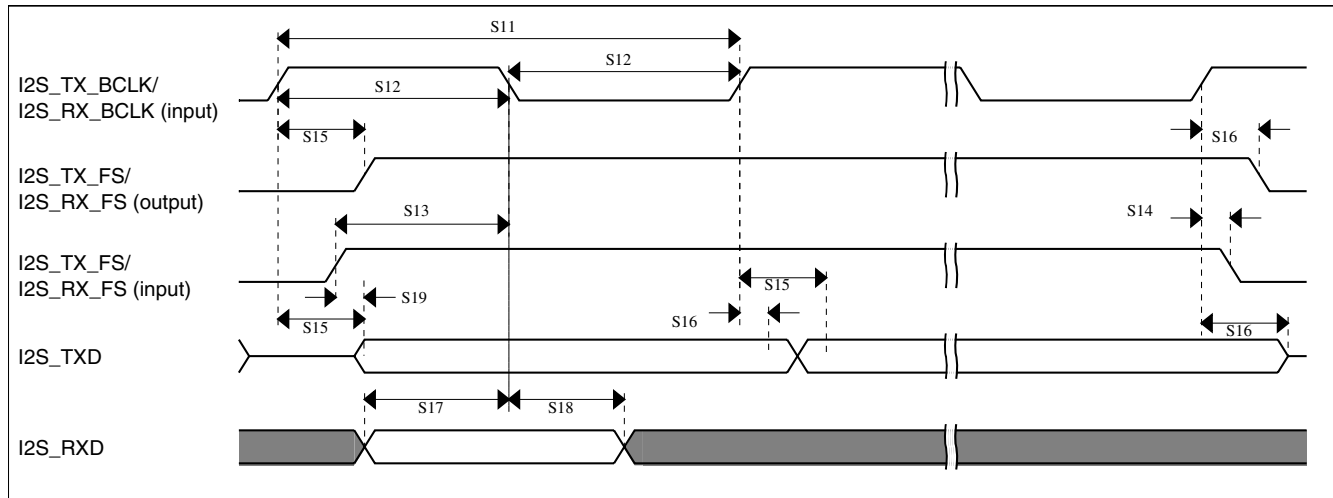 S11
I2S_TX_BCLK/
I2S_RX_BCLK (input)
S12
S12
S15
S16
I2S_TX_FS/
I2S_RX_FS (output)
S13
S14
I2S_TX_FS/
I2S_RX_FS (input)
S15
S19
S16
S15
S16
I2S_TXD
S17
S18
I2S_RXD